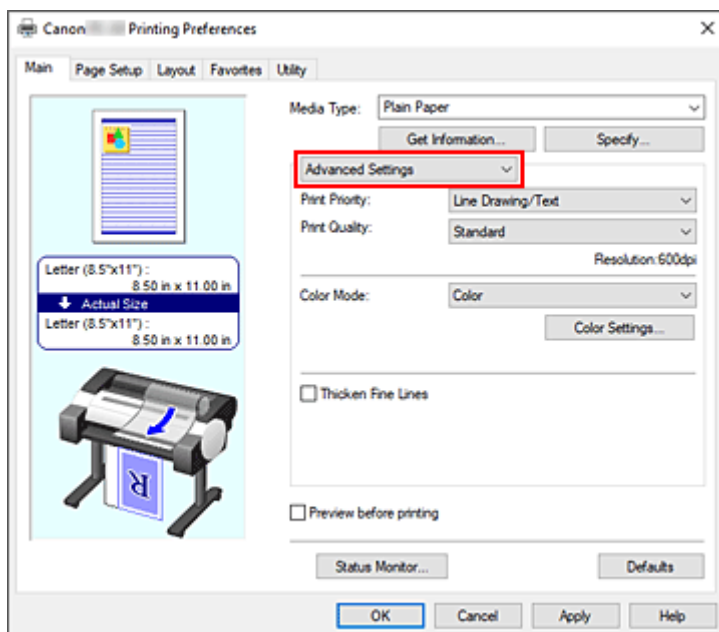 Canon Printing Preferences
Main Page Setup Layout Favorites Utility
Media Type: Plain Paper
Get Information... Specify...
Advanced Settings
Print Priority: Line Drawing/Text
Print Quality: Standard
Resolution:600dpi
Letter (8.5"x11") :
8.50 in x 11.00 in
Actual Size
Letter (8.5"x11") :
8.50 in x 11.00 in
Color Mode: Color
Color Settings...
Thicken Fine Lines
R
Preview before printing
Status Monitor... Defaults
OK Cancel Apply Help